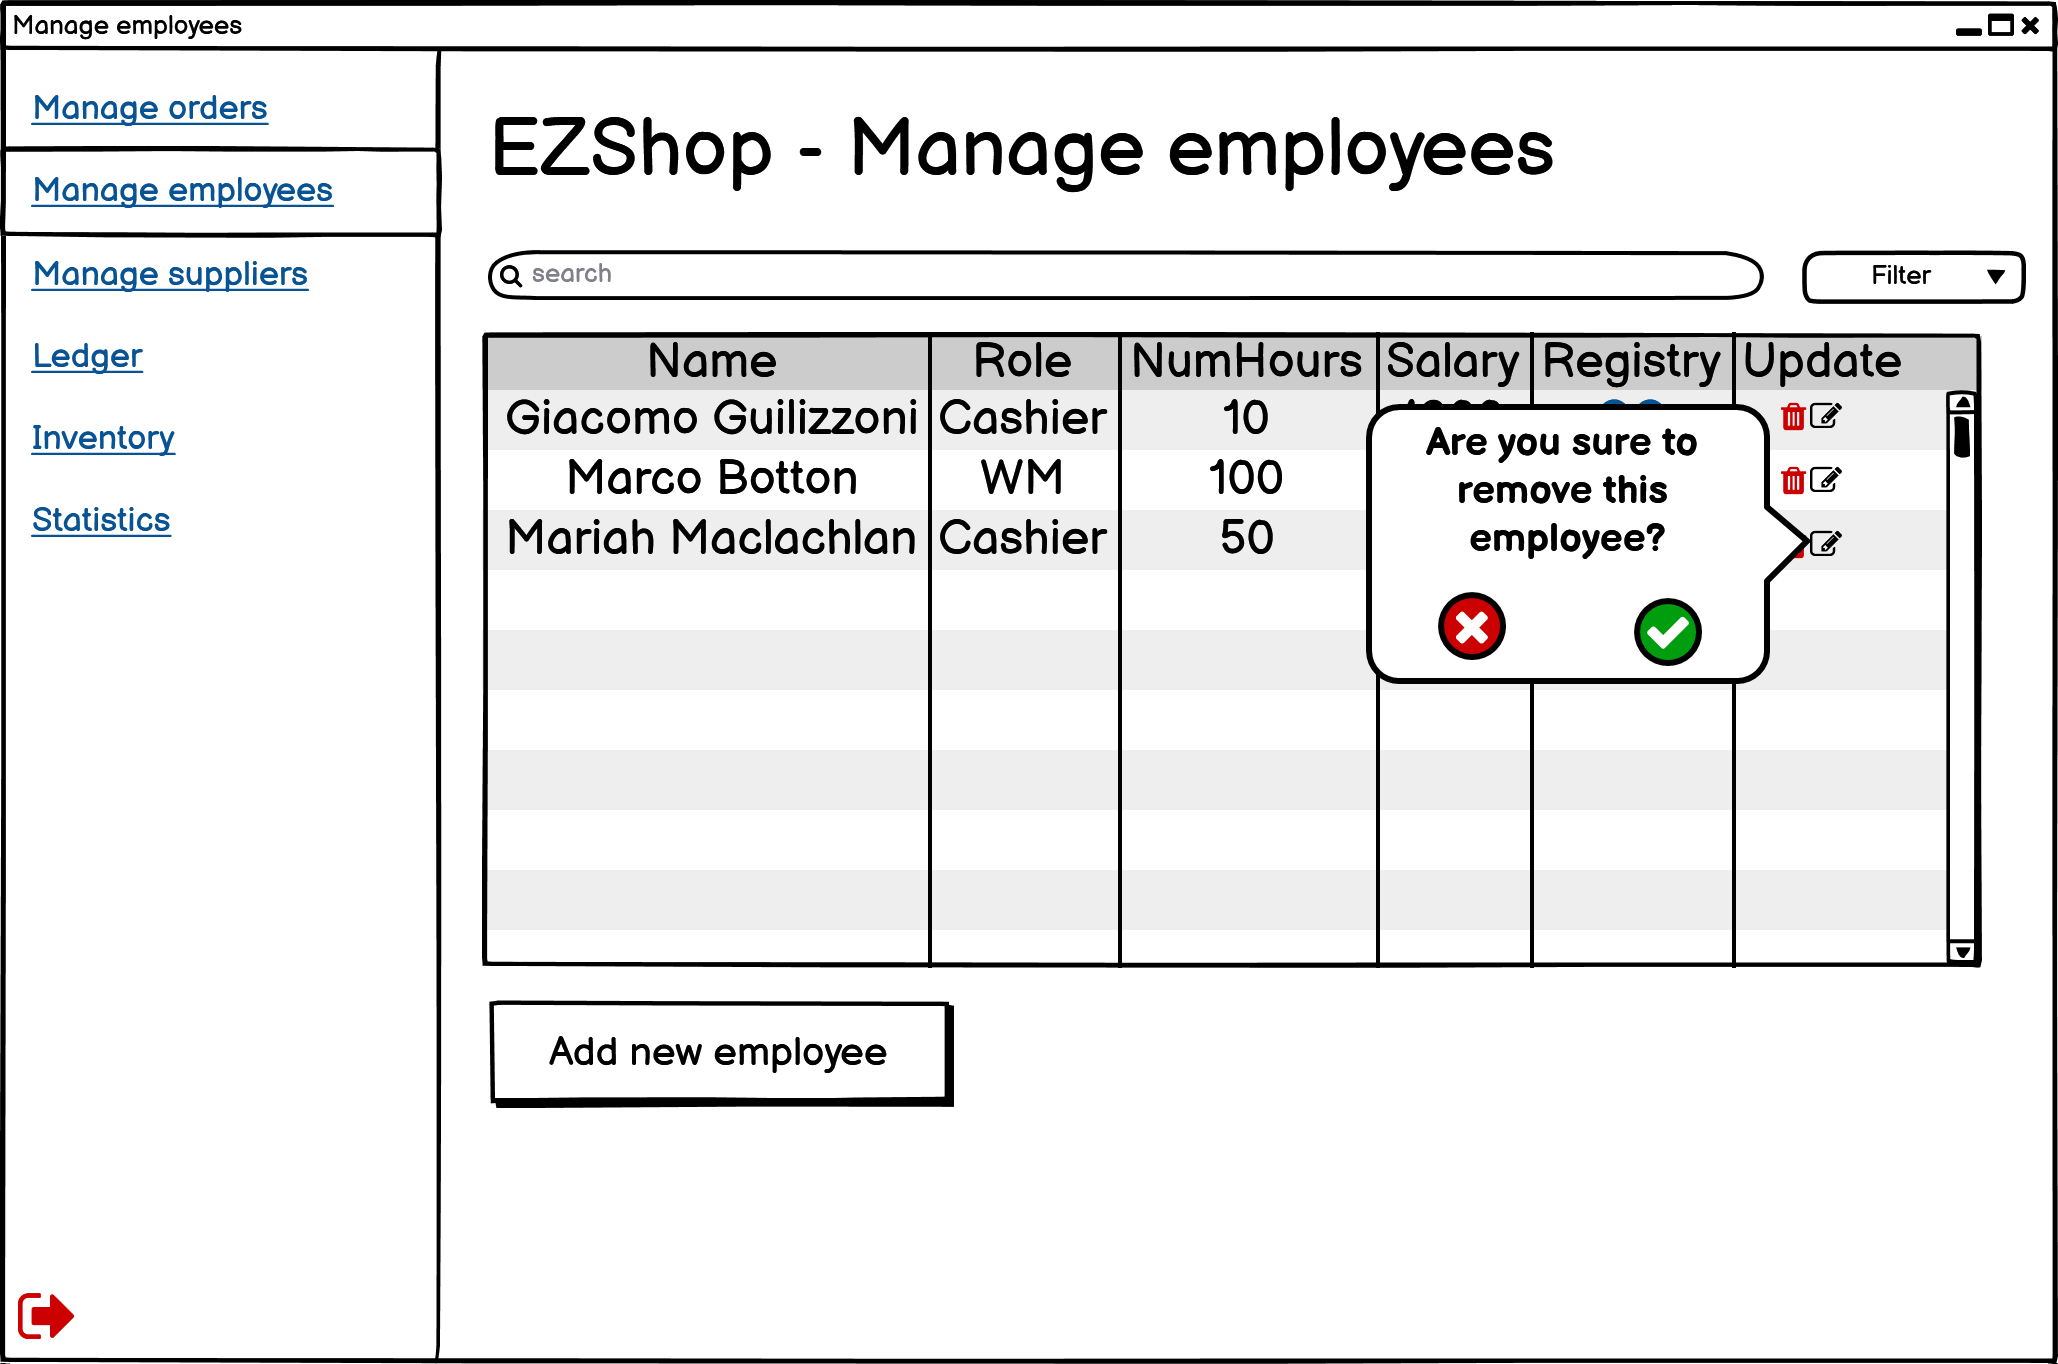 Manage employees
Manage orders
Manage employees
Manage suppliers
Ledger
Inventory
Statistics
EZShop - Manage employees
search
Filter
Name Role NumHours Salary Registry Update
Giacomo Guilizzoni Cashier 10
Marco Botton WM 100
Mariah Maclachlan Cashier 50
Are you sure to
remove this
employee?
Add new employee